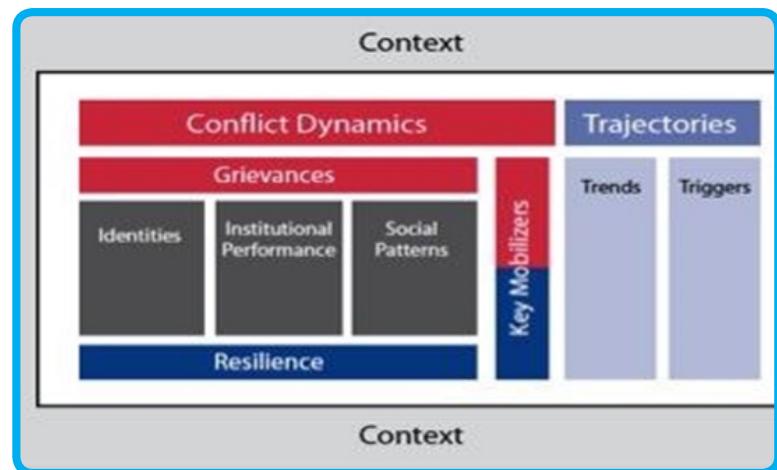 Context
Conflict Dynamics
Trajectories
Grievances
Identities
Institutional
Performance
Social
Patterns
Resilience
Key Mobilizers
Trends
Triggers
Context